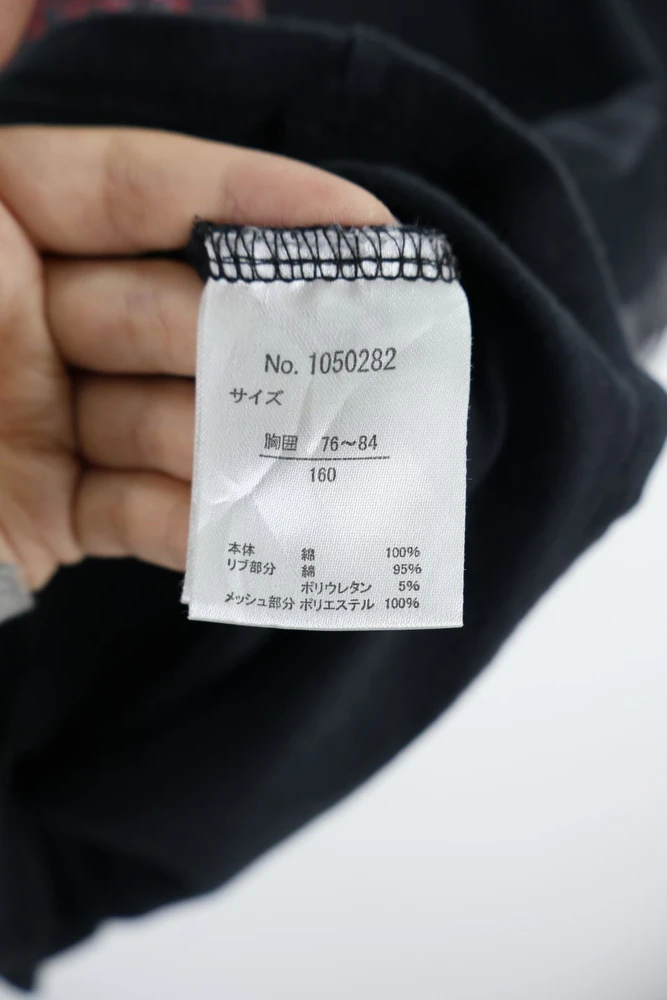 No. 1050282
サイズ
胸囲 76〜84
160
本体 綿 100%
リブ部分 綿 95%
ポリウレタン 5%
メッシュ部分 ポリエステル 100%